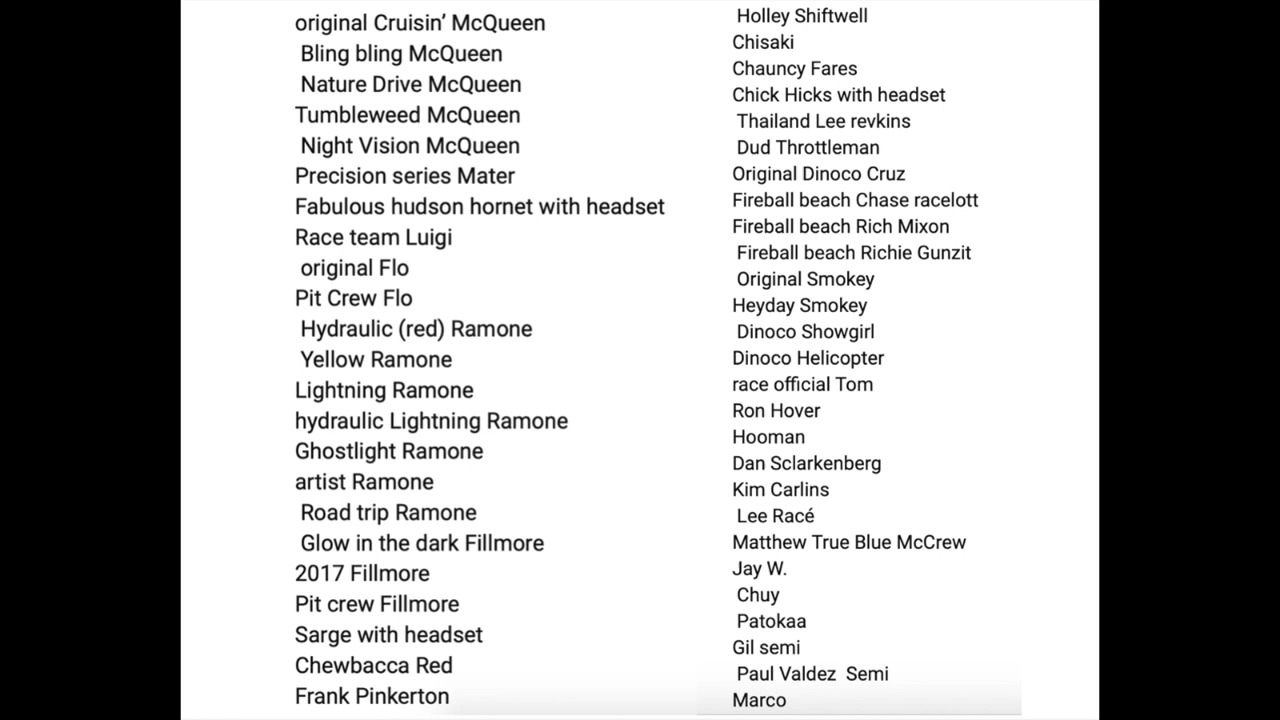 original Cruisin’ McQueen
Bling bling McQueen
Nature Drive McQueen
Tumbleweed McQueen
Night Vision McQueen
Precision series Mater
Fabulous hudson hornet with headset
Race team Luigi
original Flo
Pit Crew Flo
Hydraulic (red) Ramone
Yellow Ramone
Lightning Ramone
hydraulic Lightning Ramone
Ghostlight Ramone
artist Ramone
Road trip Ramone
Glow in the dark Fillmore
2017 Fillmore
Pit crew Fillmore
Sarge with headset
Chewbacca Red
Frank Pinkerton
Holley Shiftwell
Chisaki
Chauncy Fares
Chick Hicks with headset
Thailand Lee revkins
Dud Throttleman
Original Dinoco Cruz
Fireball beach Chase racelott
Fireball beach Rich Mixon
Fireball beach Richie Gunzit
Original Smokey
Heyday Smokey
Dinoco Showgirl
Dinoco Helicopter
race official Tom
Ron Hover
Hooman
Dan Sclarkenberg
Kim Carlins
Lee Racé
Matthew True Blue McCrew
Jay W.
Chuy
Patokaa
Gil semi
Paul Valdez  Semi
Marco